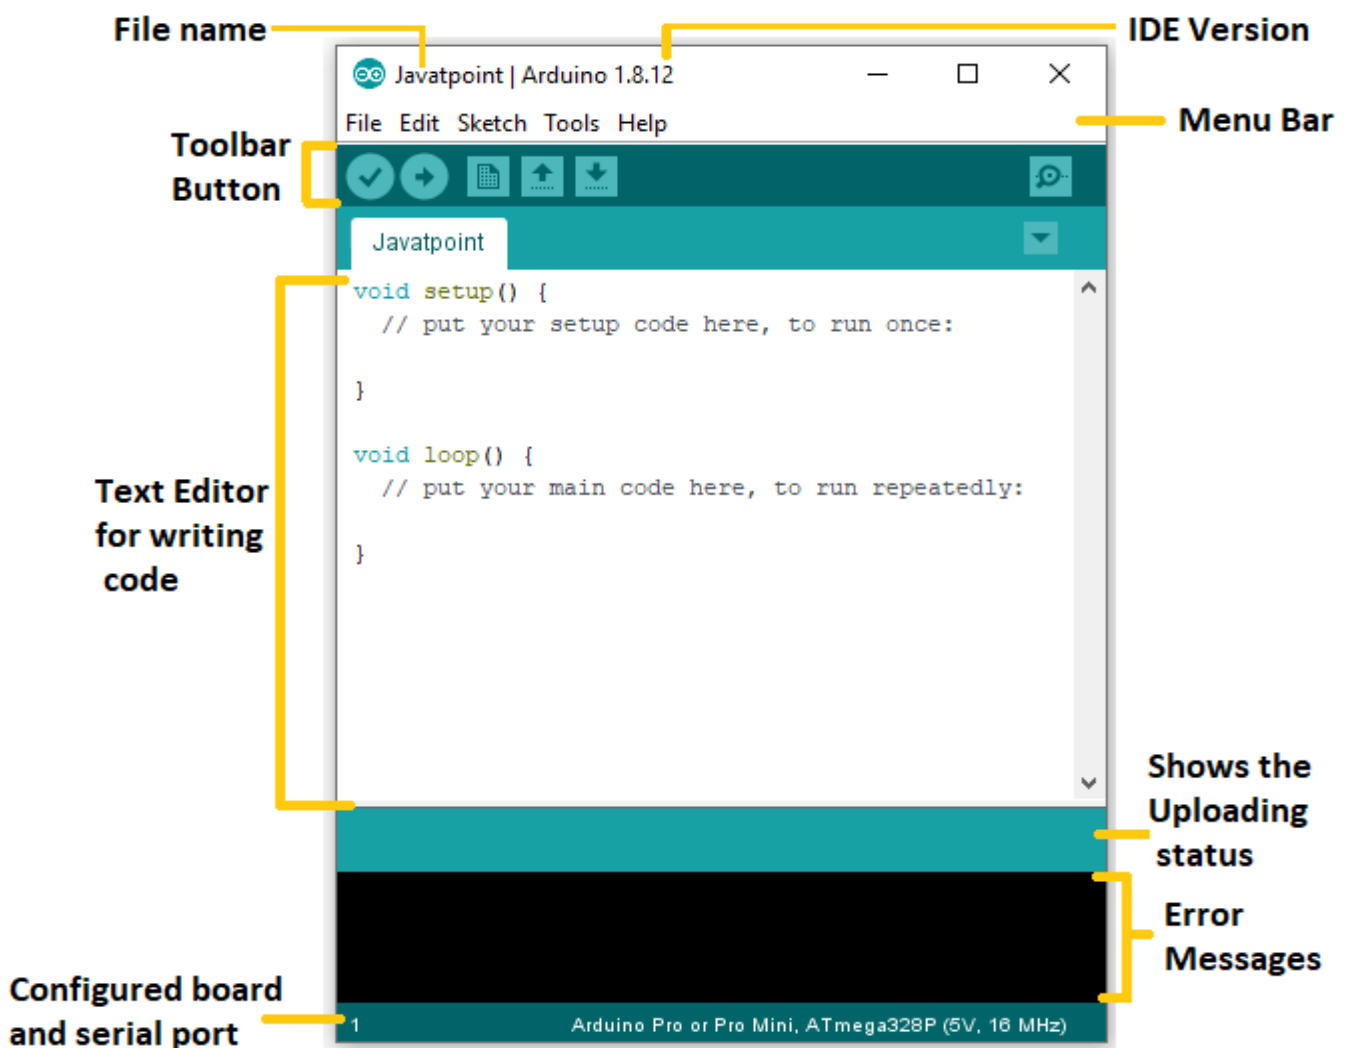 File name
IDE Version
Javatpoint | Arduino 1.8.12
File Edit Sketch Tools Help
Menu Bar
Toolbar
Button
Javatpoint
void setup() {
// put your setup code here, to run once:
}
void loop() {
// put your main code here, to run repeatedly:
}
Text Editor
for writing
code
Shows the
Uploading
status
Error
Messages
Configured board
and serial port
1
Arduino Pro or Pro Mini, ATmega328P (5V, 16 MHz)